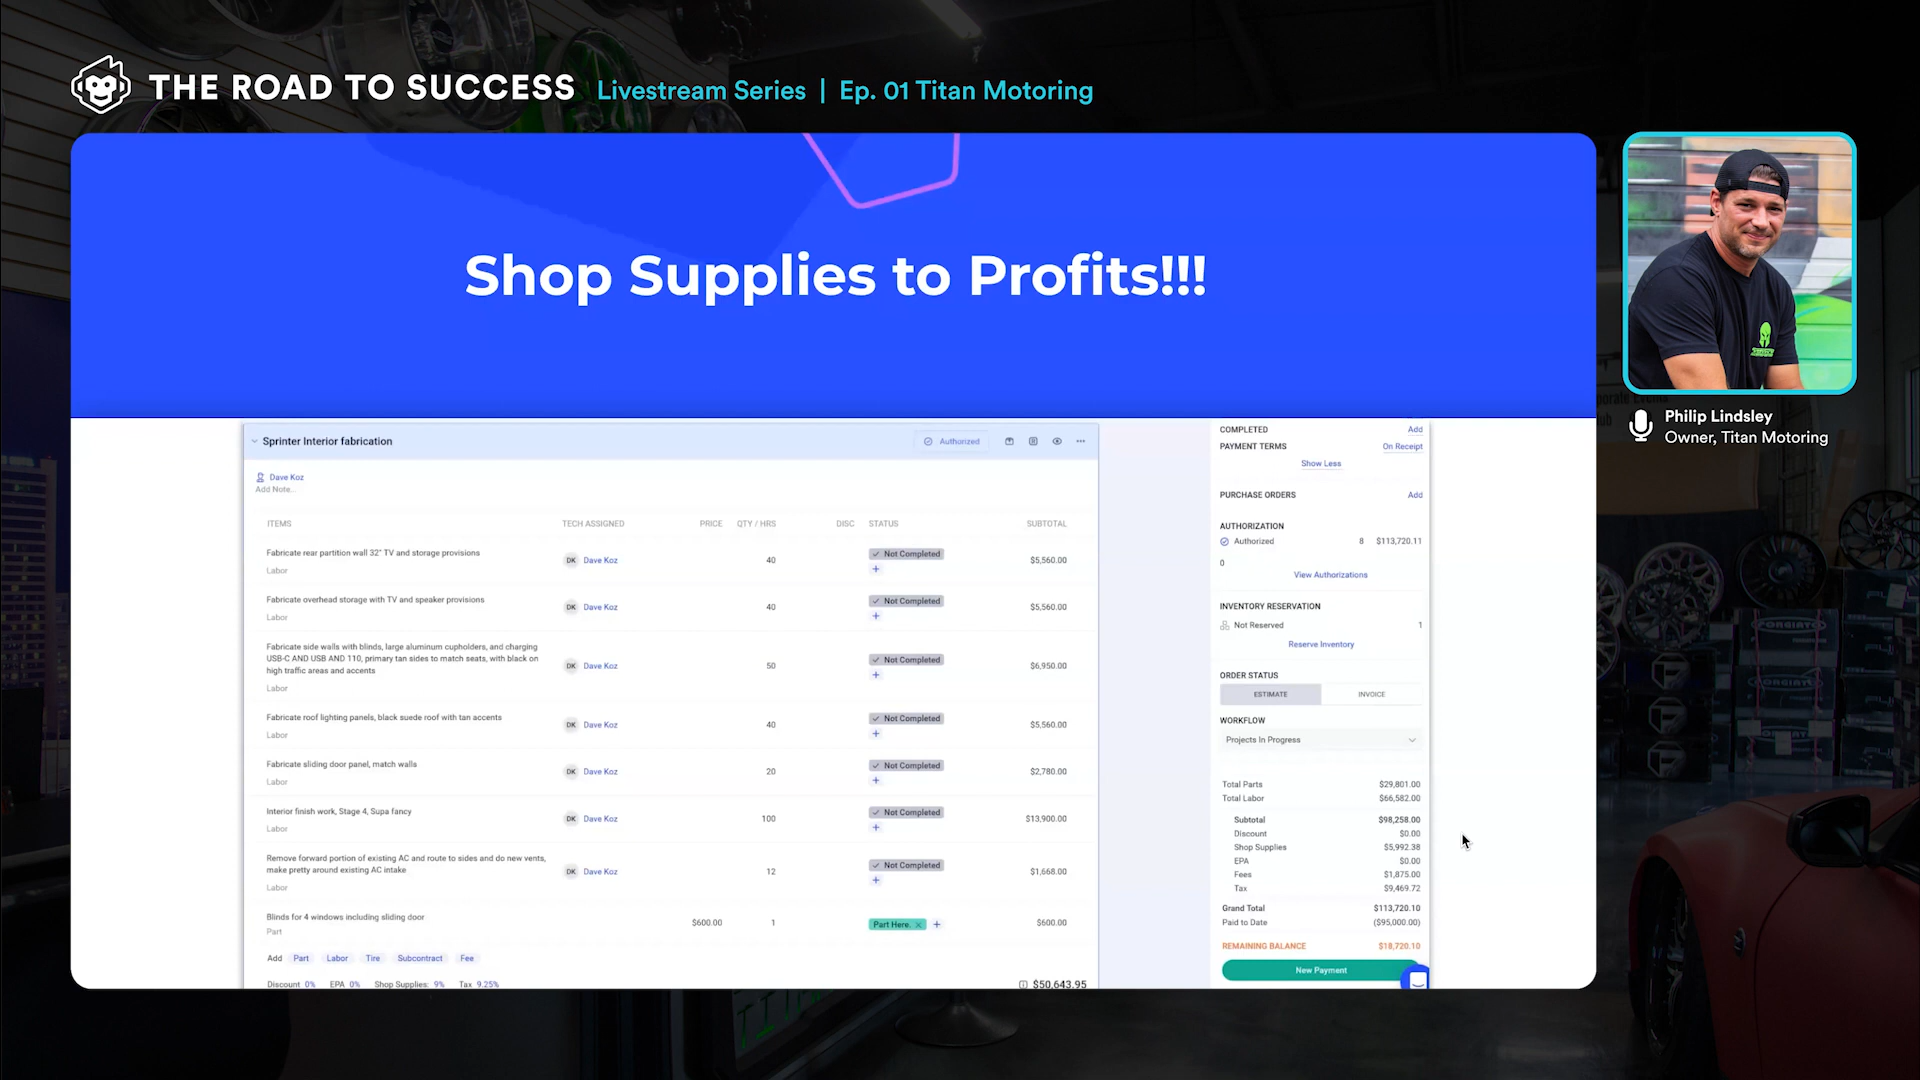 THE ROAD TO SUCCESS Livestream Series | Ep. 01 Titan Motoring
Shop Supplies to Profits!!!
Philip Lindsley
Owner, Titan Motoring
Sprinter Interior fabrication
Authorized
Dave Koz
Add Note...
ITEMS TECH ASSIGNED PRICE QTY / HRS DISC STATUS SUBTOTAL
Fabricate rear partition wall 32" TV and storage provisions
Labor
DK Dave Koz 40 Not Completed $5,560.00
+
Fabricate overhead storage with TV and speaker provisions
Labor
DK Dave Koz 40 Not Completed $5,560.00
+
Fabricate side walls with blinds, large aluminum cupholders, and charging
USB-C AND USB AND 110, primary tan sides to match seats, with black on
high traffic areas and accents
Labor
DK Dave Koz 50 Not Completed $6,950.00
+
Fabricate roof lighting panels, black suede roof with tan accents
Labor
DK Dave Koz 40 Not Completed $5,560.00
+
Fabricate sliding door panel, match walls
Labor
DK Dave Koz 20 Not Completed $2,780.00
+
Interior finish work, Stage 4, Supa fancy
Labor
DK Dave Koz 100 Not Completed $13,900.00
+
Remove forward portion of existing AC and route to sides and do new vents,
make pretty around existing AC intake
Labor
DK Dave Koz 12 Not Completed $1,668.00
+
Blinds for 4 windows including sliding door
Part
$600.00 1 Part Here. × + $600.00
Add Part Labor Tire Subcontract Fee
Discount 0% EPA 0% Shop Supplies: 9% Tax 9.25% $50,643.95
COMPLETED Add
PAYMENT TERMS On Receipt
Show Less
PURCHASE ORDERS Add
AUTHORIZATION
Authorized 8 $113,720.11
0
View Authorizations
INVENTORY RESERVATION
Not Reserved 1
Reserve Inventory
ORDER STATUS
ESTIMATE INVOICE
WORKFLOW
Projects In Progress
Total Parts $29,801.00
Total Labor $66,582.00
Subtotal $98,258.00
Discount $0.00
Shop Supplies $5,992.38
EPA $0.00
Fees $1,875.00
Tax $9,469.72
Grand Total $113,720.10
Paid to Date ($95,000.00)
REMAINING BALANCE $18,720.10
New Payment